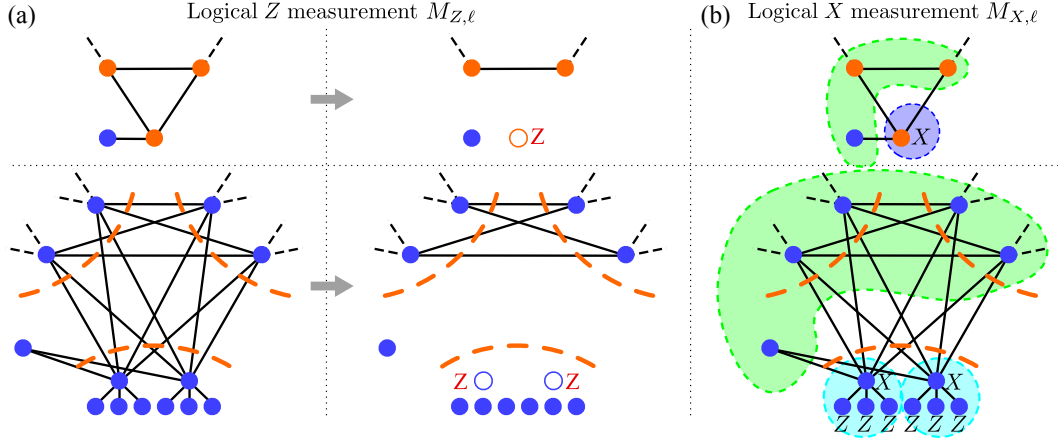 (a) Logical Z measurement M_{Z,ℓ}
(b) Logical X measurement M_{X,ℓ}
Z
X
Z Z
X X
Z Z Z Z Z Z